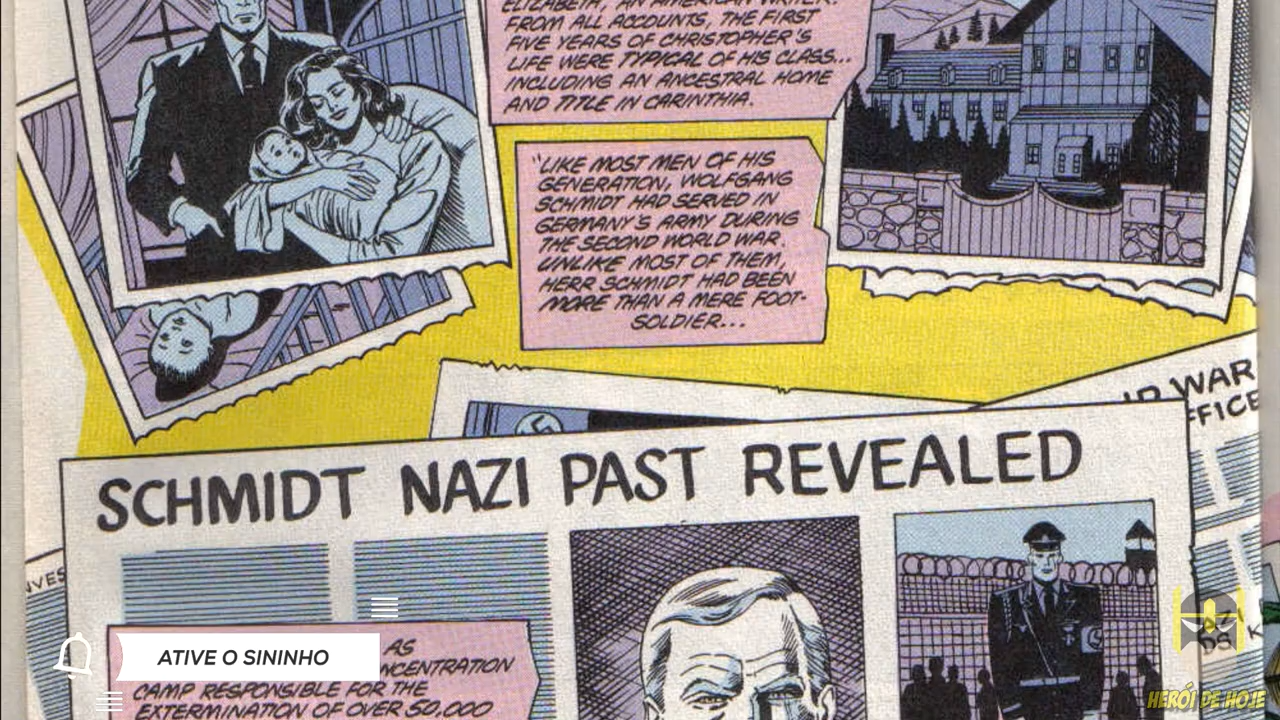 ELIZABETH, AN AMERICAN WRITER.
FROM ALL ACCOUNTS, THE FIRST
FIVE YEARS OF CHRISTOPHER'S
LIFE WERE TYPICAL OF HIS CLASS...
INCLUDING AN ANCESTRAL HOME
AND TITLE IN CARINTHIA.
"LIKE MOST MEN OF HIS
GENERATION, WOLFGANG
SCHMIDT HAD SERVED IN
GERMANY'S ARMY DURING
THE SECOND WORLD WAR.
UNLIKE MOST OF THEM,
HERR SCHMIDT HAD BEEN
MORE THAN A MERE FOOT-
SOLDIER...
WAR
FFICE
SCHMIDT NAZI PAST REVEALED
NVES
AS
NCENTRATION
CAMP RESPONSIBLE FOR THE
EXTERMINATION OF OVER 50,000
ATIVE O SININHO
DS K
HERÓI DE HOJE